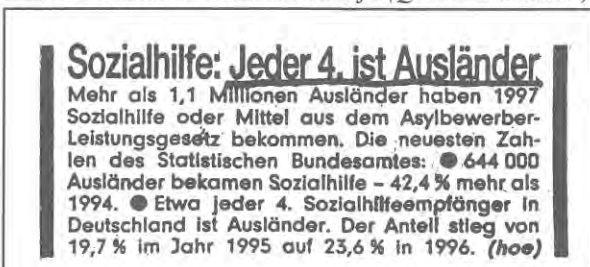 Sozialhilfe: Jeder 4. ist Ausländer
Mehr als 1,1 Millionen Ausländer haben 1997
Sozialhilfe oder Mittel aus dem Asylbewerber-
Leistungsgesetz bekommen. Die neuesten Zah-
len des Statistischen Bundesamtes: ● 644 000
Ausländer bekamen Sozialhilfe – 42,4 % mehr als
1994. ● Etwa jeder 4. Sozialhilfeempfänger in
Deutschland ist Ausländer. Der Anteil stieg von
19,7 % im Jahr 1995 auf 23,6 % in 1996. (hoe)